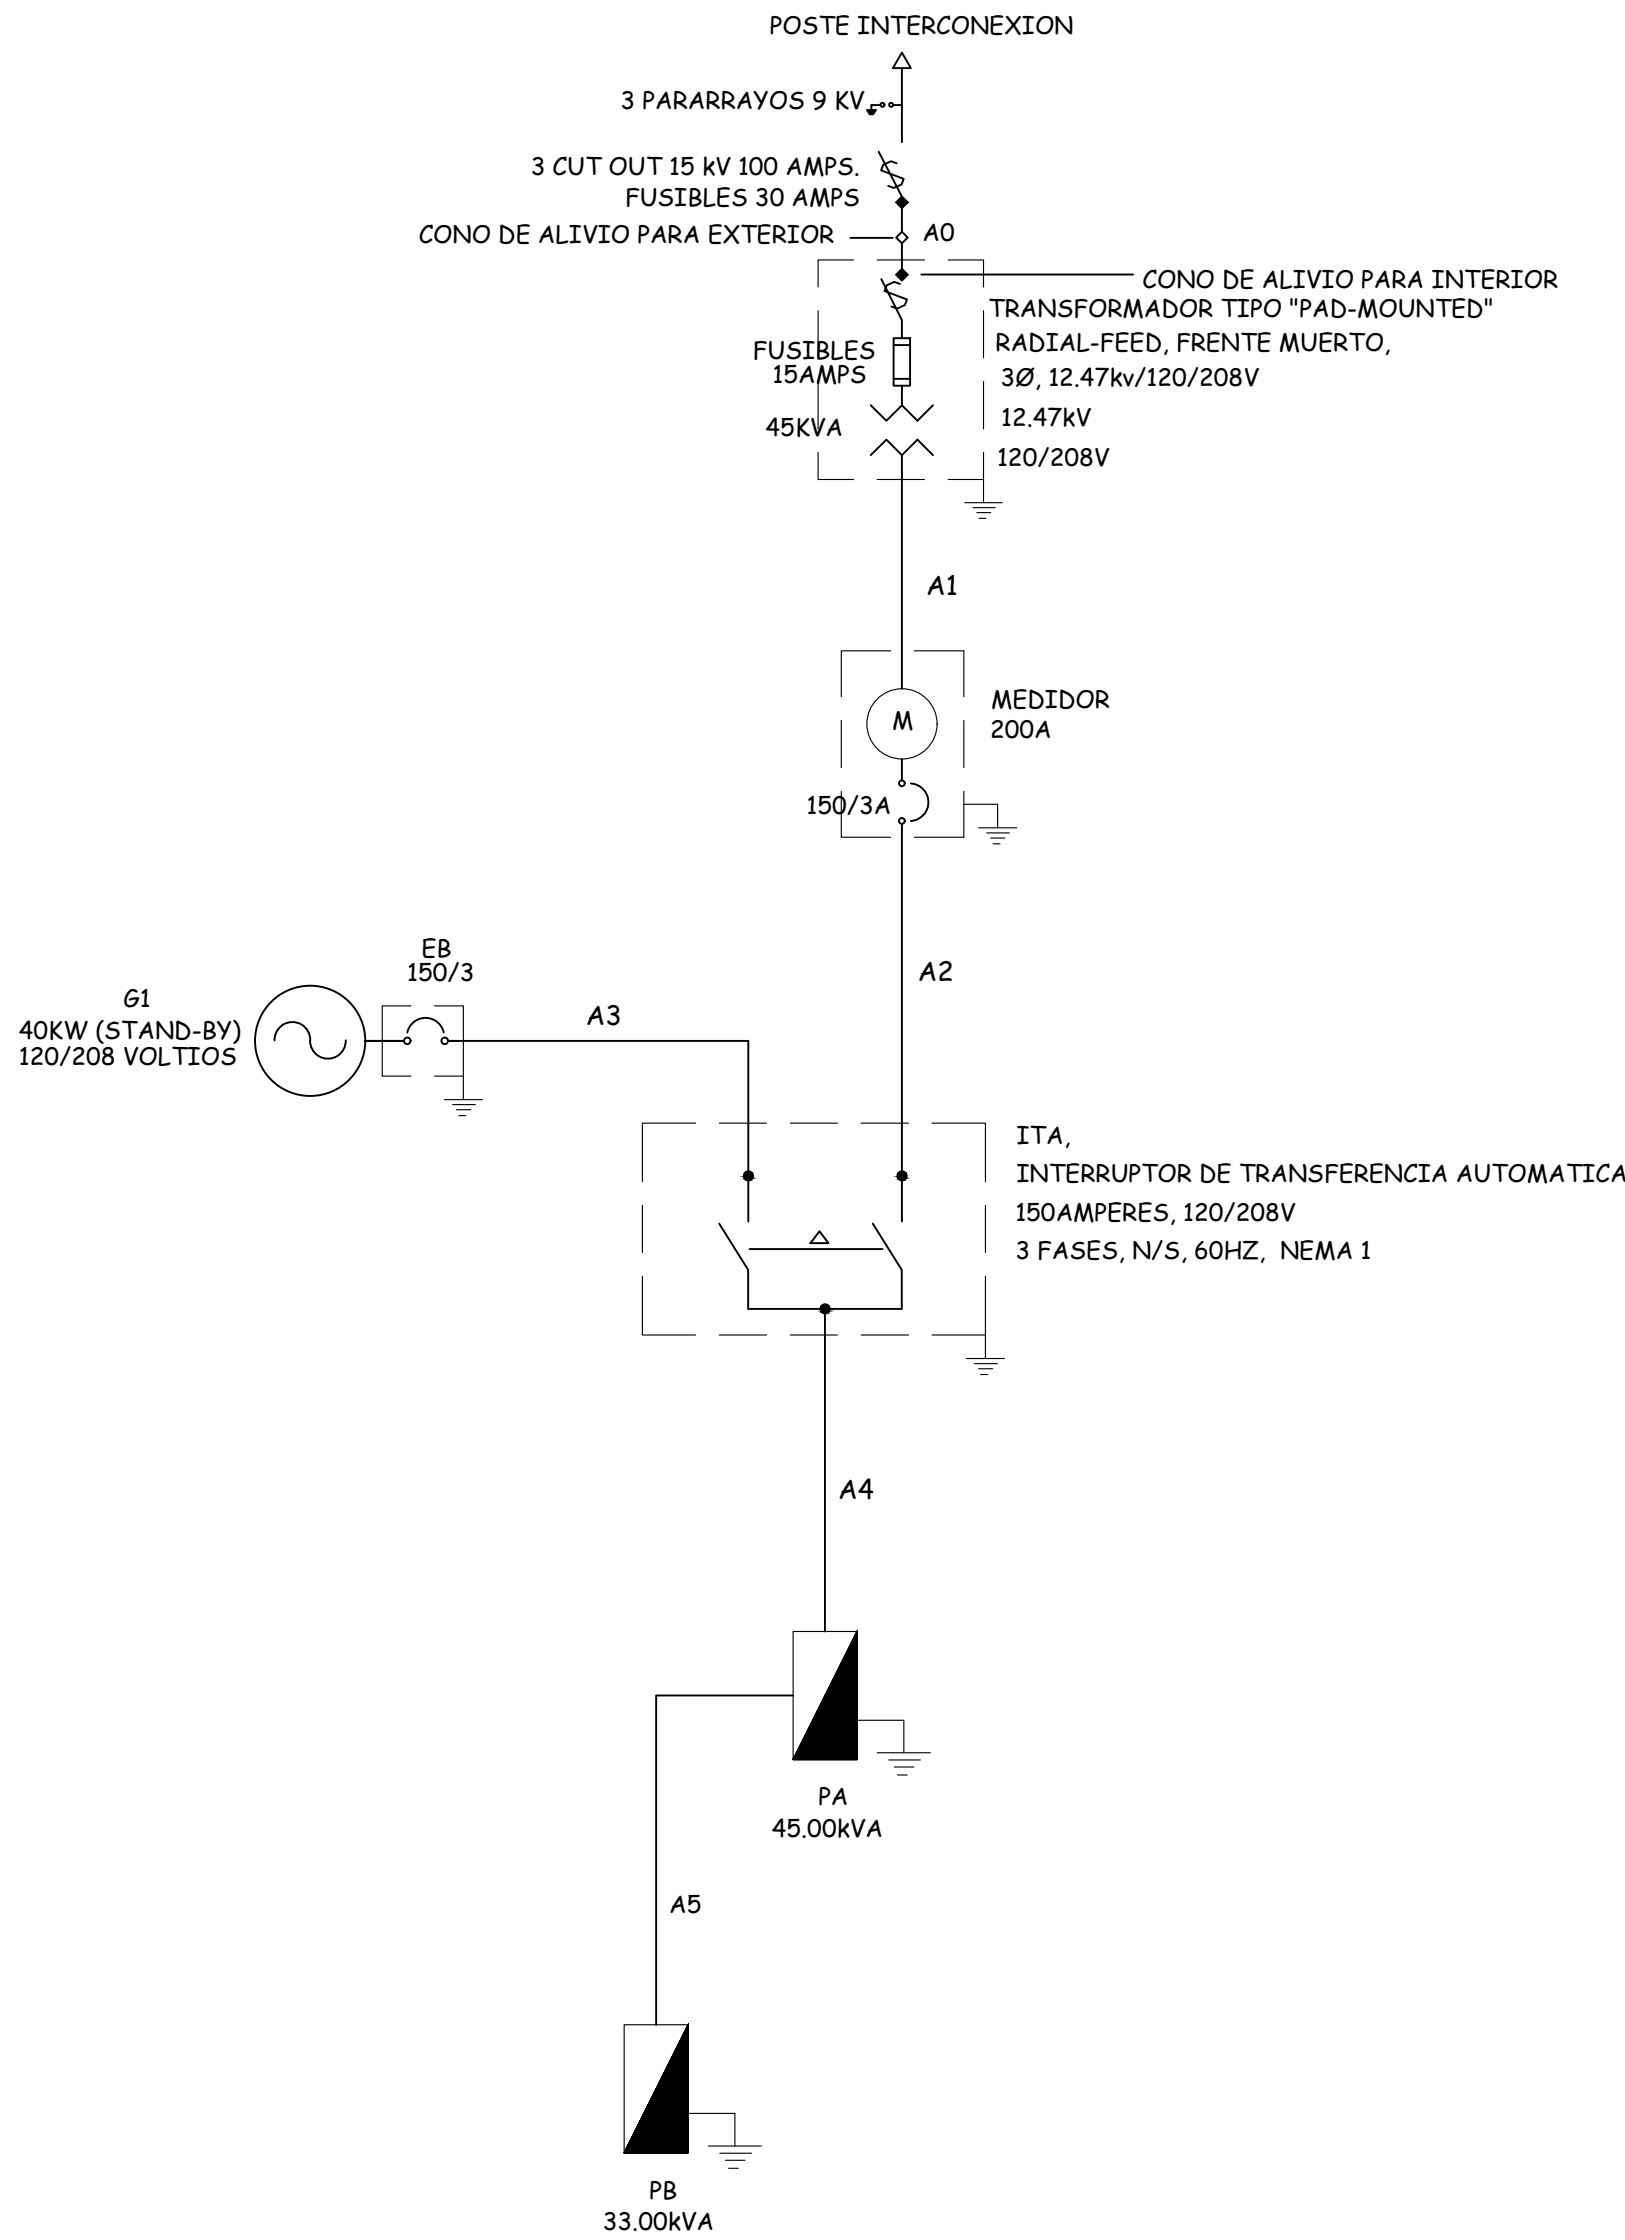 POSTE INTERCONEXION
3 PARARRAYOS 9 KV
3 CUT OUT 15 kV 100 AMPS.
FUSIBLES 30 AMPS
CONO DE ALIVIO PARA EXTERIOR
A0
CONO DE ALIVIO PARA INTERIOR
TRANSFORMADOR TIPO "PAD-MOUNTED"
RADIAL-FEED, FRENTE MUERTO,
3Ø, 12.47kv/120/208V
12.47kV
120/208V
FUSIBLES
15AMPS
45KVA
A1
MEDIDOR
200A
M
150/3A
A2
EB
150/3
G1
40KW (STAND-BY)
120/208 VOLTIOS
A3
ITA,
INTERRUPTOR DE TRANSFERENCIA AUTOMATICA
150AMPERES, 120/208V
3 FASES, N/S, 60HZ, NEMA 1
A4
PA
45.00kVA
A5
PB
33.00kVA